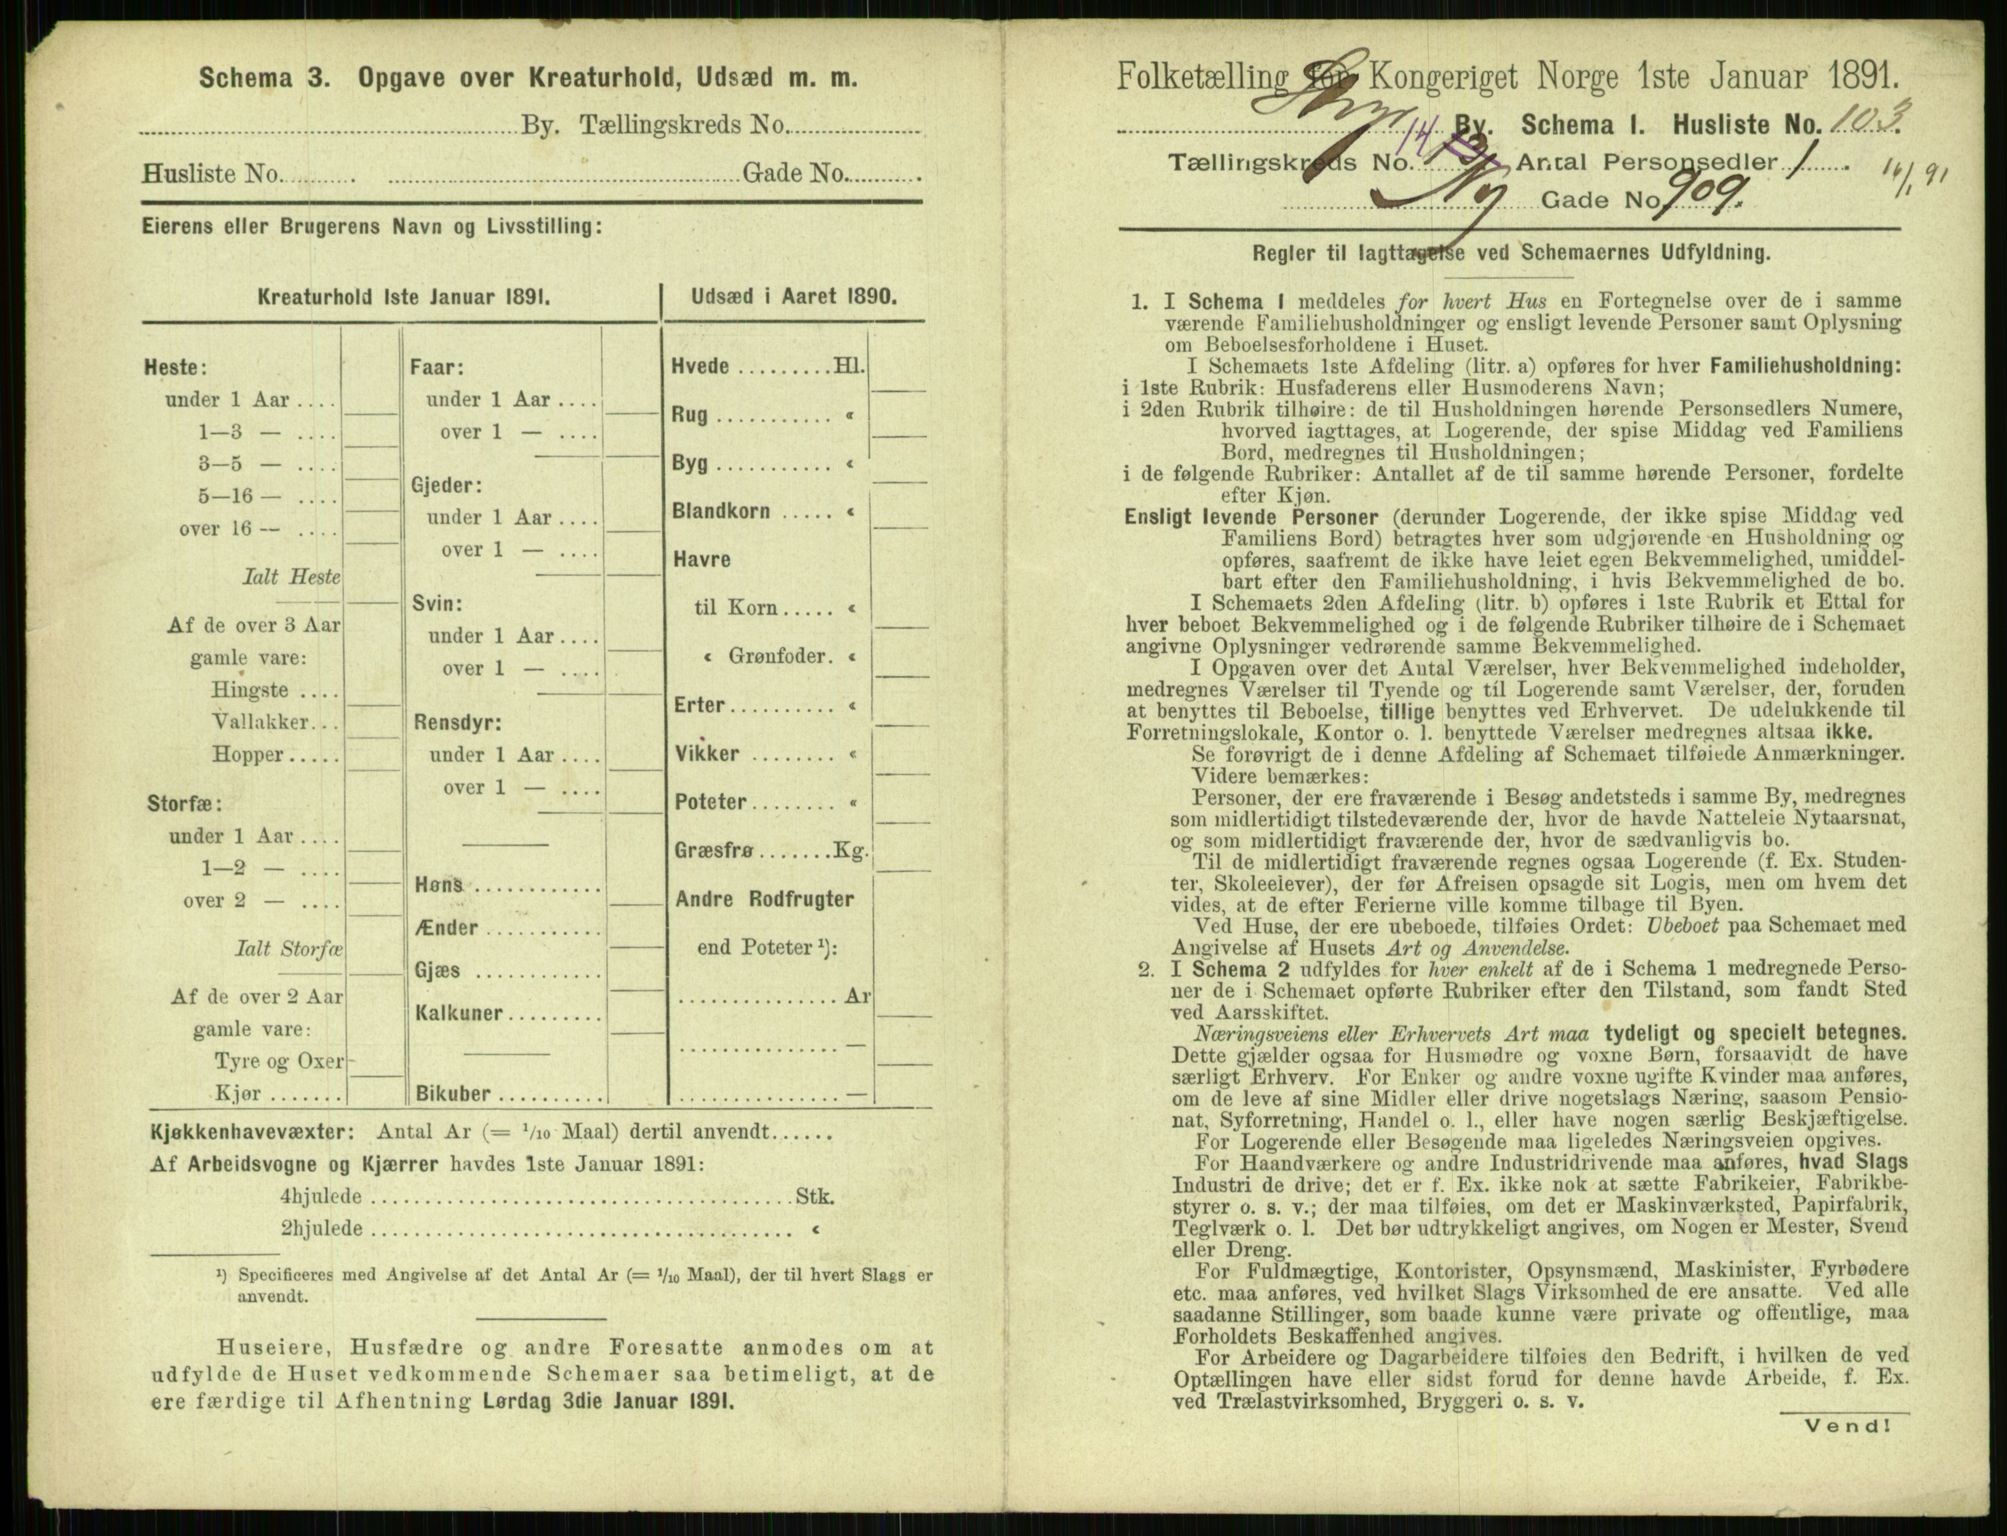 Schema 3. Opgave over Kreaturhold, Udsæd m. m.
By. Tællingskreds No.
Husliste No. Gade No.
Eierens eller Brugerens Navn og Livsstilling:
Kreaturhold 1ste Januar 1891.
Heste:
under 1 Aar ....
1—3 — ....
3—5 — ....
5—16 — ....
over 16 — ....
Ialt Heste
Af de over 3 Aar
gamle vare:
Hingste ....
Vallakker...
Hopper.....
Storfæ:
under 1 Aar ....
1—2 — ....
over 2 — ....
Ialt Storfæ
Af de over 2 Aar
gamle vare:
Tyre og Oxer
Kjør .......
Faar:
under 1 Aar ....
over 1 — ....
Gjeder:
under 1 Aar ....
over 1 — ....
Svin:
under 1 Aar ....
over 1 — ....
Rensdyr:
under 1 Aar ....
over 1 — ....
Høns ............
Ænder ...........
Gjæs ............
Kalkuner.........
Bikuber ..........
Udsæd i Aaret 1890.
Hvede .........Hl.
Rug ........... «
Byg ........... «
Blandkorn ..... «
Havre
til Korn ..... «
« Grønfoder. «
Erter.......... «
Vikker ........ «
Poteter........ «
Græsfrø .......Kg.
Andre Rodfrugter
end Poteter ¹):
............... Ar
............... —
............... —
Kjøkkenhavevæxter: Antal Ar (= 1/10 Maal) dertil anvendt......
Af Arbeidsvogne og Kjærrer havdes 1ste Januar 1891:
4hjulede ........................................Stk.
2hjulede ........................................ «
¹) Specificeres med Angivelse af det Antal Ar (= 1/10 Maal), der til hvert Slags er
anvendt.
Huseiere, Husfædre og andre Foresatte anmodes om at
udfylde de Huset vedkommende Schemaer saa betimeligt, at de
ere færdige til Afhentning Lørdag 3die Januar 1891.
Folketælling for Kongeriget Norge 1ste Januar 1891.
By. Schema 1. Husliste No. 103.
Tællingskreds No. 14 Antal Personsedler 1. 14/1 91
Ny Gade No. 909.
Regler til Iagttagelse ved Schemaernes Udfyldning.
1. I Schema 1 meddeles for hvert Hus en Fortegnelse over de i samme
værende Familiehusholdninger og ensligt levende Personer samt Oplysning
om Beboelsesforholdene i Huset.
I Schemaets 1ste Afdeling (litr. a) opføres for hver Familiehusholdning:
i 1ste Rubrik: Husfaderens eller Husmoderens Navn;
i 2den Rubrik tilhøire: de til Husholdningen hørende Personsedlers Numere,
hvorved iagttages, at Logerende, der spise Middag ved Familiens
Bord, medregnes til Husholdningen;
i de følgende Rubriker: Antallet af de til samme hørende Personer, fordelte
efter Kjøn.
Ensligt levende Personer (derunder Logerende, der ikke spise Middag ved
Familiens Bord) betragtes hver som udgjørende en Husholdning og
opføres, saafremt de ikke have leiet egen Bekvemmelighed, umiddel-
bart efter den Familiehusholdning, i hvis Bekvemmelighed de bo.
I Schemaets 2den Afdeling (litr. b) opføres i 1ste Rubrik et Ettal for
hver beboet Bekvemmelighed og i de følgende Rubriker tilhøire de i Schemaet
angivne Oplysninger vedrørende samme Bekvemmelighed.
I Opgaven over det Antal Værelser, hver Bekvemmelighed indeholder,
medregnes Værelser til Tyende og til Logerende samt Værelser, der, foruden
at benyttes til Beboelse, tillige benyttes ved Erhvervet. De udelukkende til
Forretningslokale, Kontor o. l. benyttede Værelser medregnes altsaa ikke.
Se forøvrigt de i denne Afdeling af Schemaet tilføiede Anmærkninger.
Videre bemærkes:
Personer, der ere fraværende i Besøg andetsteds i samme By, medregnes
som midlertidigt tilstedeværende der, hvor de havde Natteleie Nytaarsnat,
og som midlertidigt fraværende der, hvor de sædvanligvis bo.
Til de midlertidigt fraværende regnes ogsaa Logerende (f. Ex. Studen-
ter, Skoleelever), der før Afreisen opsagde sit Logis, men om hvem det
vides, at de efter Ferierne ville komme tilbage til Byen.
Ved Huse, der ere ubeboede, tilføies Ordet: Ubeboet paa Schemaet med
Angivelse af Husets Art og Anvendelse.
2. I Schema 2 udfyldes for hver enkelt af de i Schema 1 medregnede Perso-
ner de i Schemaet opførte Rubriker efter den Tilstand, som fandt Sted
ved Aarsskiftet.
Næringsveiens eller Erhvervets Art maa tydeligt og specielt betegnes.
Dette gjælder ogsaa for Husmødre og voxne Børn, forsaavidt de have
særligt Erhverv. For Enker og andre voxne ugifte Kvinder maa anføres,
om de leve af sine Midler eller drive nogetslags Næring, saasom Pensio-
nat, Syforretning, Handel o. l., eller have nogen særlig Beskjæftigelse.
For Logerende eller Besøgende maa ligeledes Næringsveien opgives.
For Haandværkere og andre Industridrivende maa anføres, hvad Slags
Industri de drive; det er f. Ex. ikke nok at sætte Fabrikeier, Fabrikbe-
styrer o. s. v.; der maa tilføies, om det er Maskinværksted, Papirfabrik,
Teglværk o. l. Det bør udtrykkeligt angives, om Nogen er Mester, Svend
eller Dreng.
For Fuldmægtige, Kontorister, Opsynsmænd, Maskinister, Fyrbødere
etc. maa anføres, ved hvilket Slags Virksomhed de ere ansatte. Ved alle
saadanne Stillinger, som baade kunne være private og offentlige, maa
Forholdets Beskaffenhed angives.
For Arbeidere og Dagarbeidere tilføies den Bedrift, i hvilken de ved
Optællingen have eller sidst forud for denne havde Arbeide, f. Ex.
ved Trælastvirksomhed, Bryggeri o. s. v.
Vend!